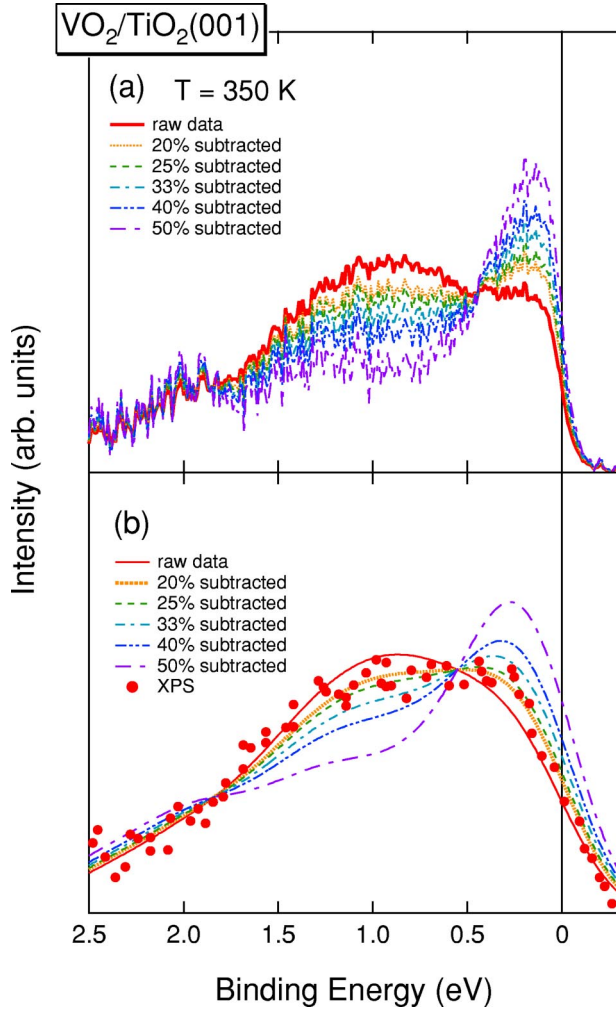 VO₂/TiO₂(001)
(a) T = 350 K
raw data
20% subtracted
25% subtracted
33% subtracted
40% subtracted
50% subtracted
(b)
raw data
20% subtracted
25% subtracted
33% subtracted
40% subtracted
50% subtracted
XPS
Intensity (arb. units)
2.5 2.0 1.5 1.0 0.5 0
Binding Energy (eV)